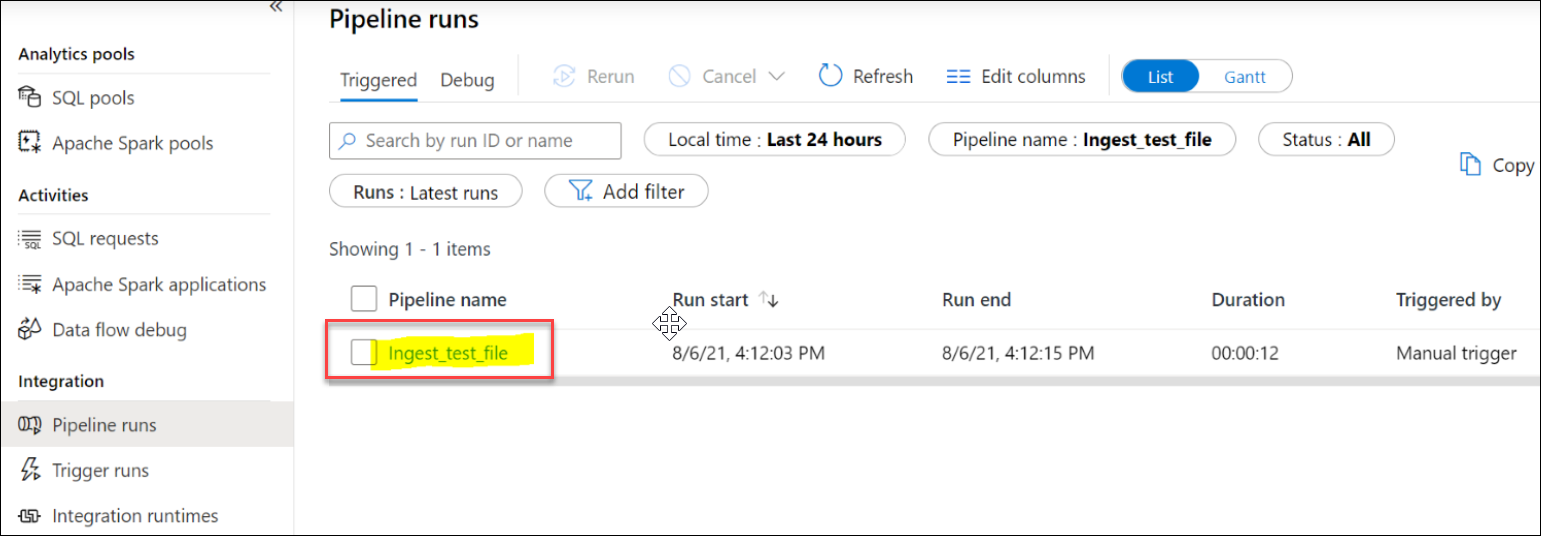 Pipeline runs
Analytics pools
SQL pools
Apache Spark pools
Activities
SQL requests
Apache Spark applications
Data flow debug
Integration
Pipeline runs
Trigger runs
Integration runtimes
Triggered Debug Rerun Cancel Refresh Edit columns List Gantt
Search by run ID or name Local time : Last 24 hours Pipeline name : Ingest_test_file Status : All
Copy
Runs : Latest runs Add filter
Showing 1 - 1 items
Pipeline name Run start Run end Duration Triggered by
Ingest_test_file 8/6/21, 4:12:03 PM 8/6/21, 4:12:15 PM 00:00:12 Manual trigger